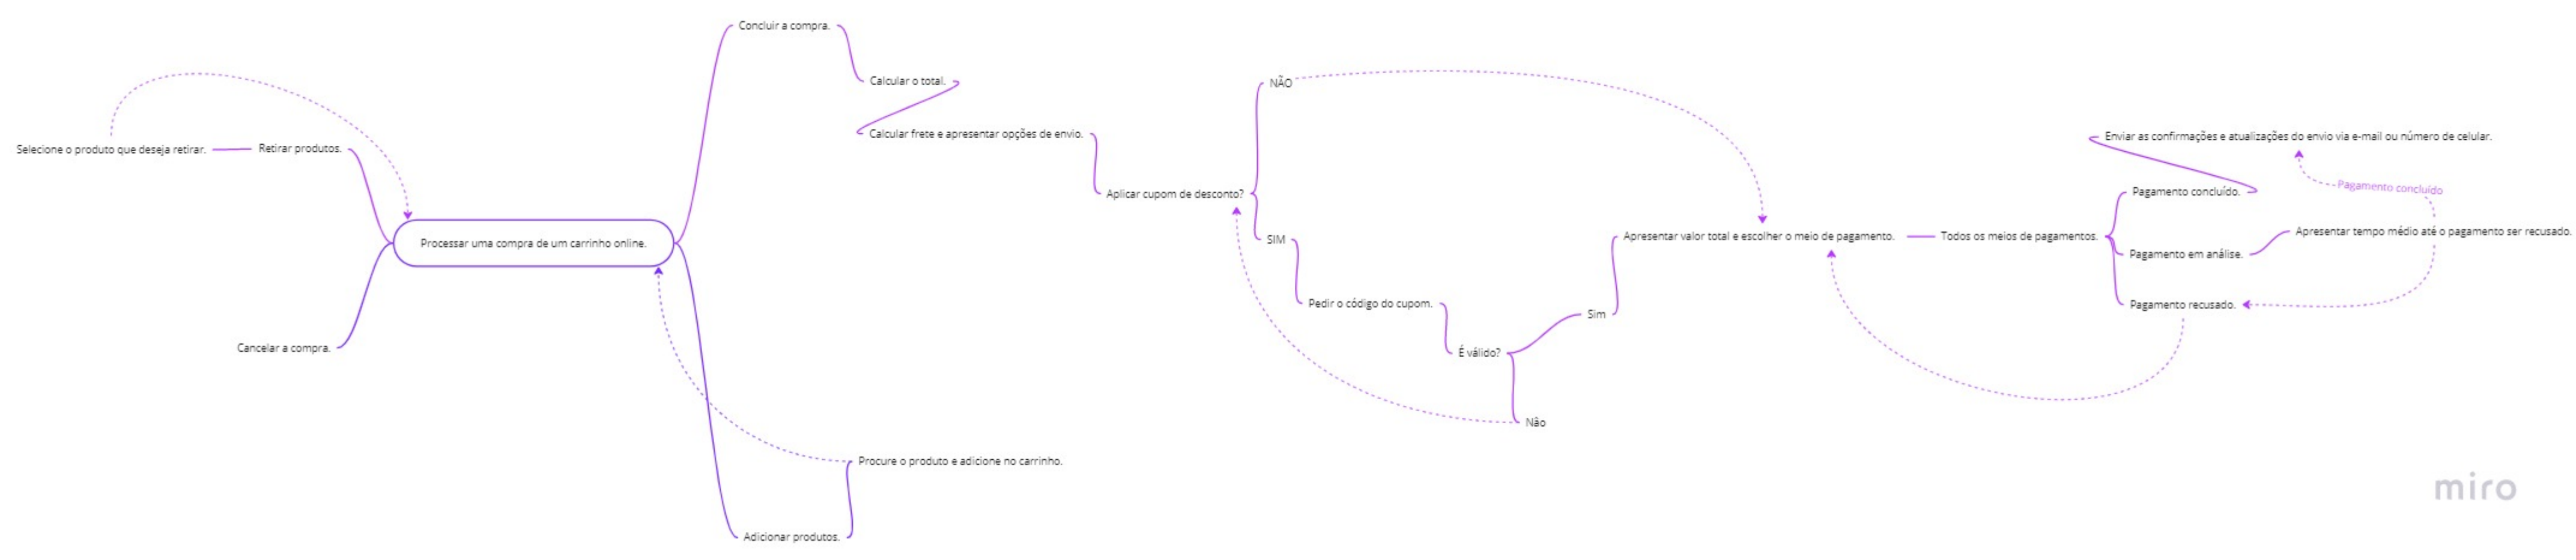 Selecione o produto que deseja retirar.
Retirar produtos.
Processar uma compra de um carrinho online.
Cancelar a compra.
Concluir a compra.
Calcular o total.
Calcular frete e apresentar opções de envio.
Aplicar cupom de desconto?
NÃO
SIM
Pedir o código do cupom.
É válido?
Sim
Não
Apresentar valor total e escolher o meio de pagamento.
Todos os meios de pagamentos.
Enviar as confirmações e atualizações do envio via e-mail ou número de celular.
Pagamento concluído.
Pagamento concluído
Pagamento em análise.
Apresentar tempo médio até o pagamento ser recusado.
Pagamento recusado.
Procure o produto e adicione no carrinho.
Adicionar produtos.
miro